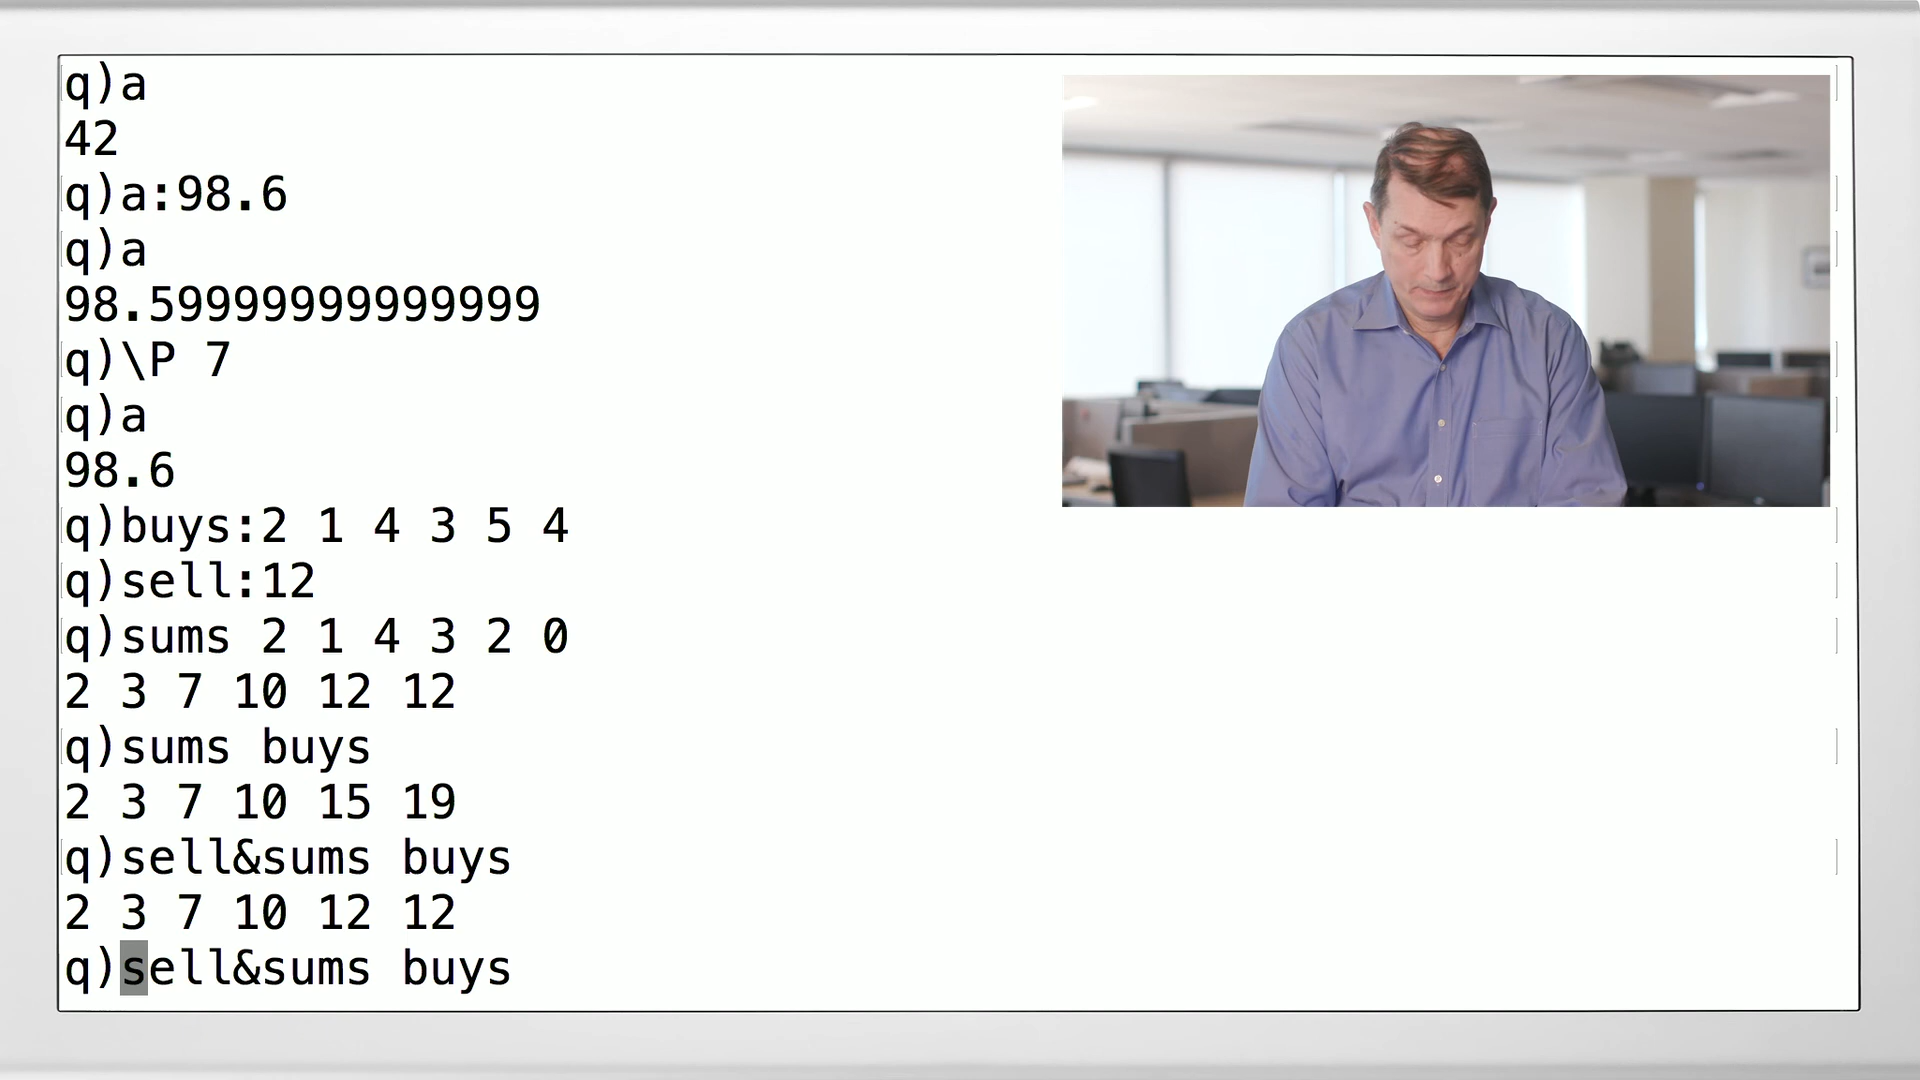 q)a
42
q)a:98.6
q)a
98.59999999999999
q)\P 7
q)a
98.6
q)buys:2 1 4 3 5 4
q)sell:12
q)sums 2 1 4 3 2 0
2 3 7 10 12 12
q)sums buys
2 3 7 10 15 19
q)sell&sums buys
2 3 7 10 12 12
q)sell&sums buys